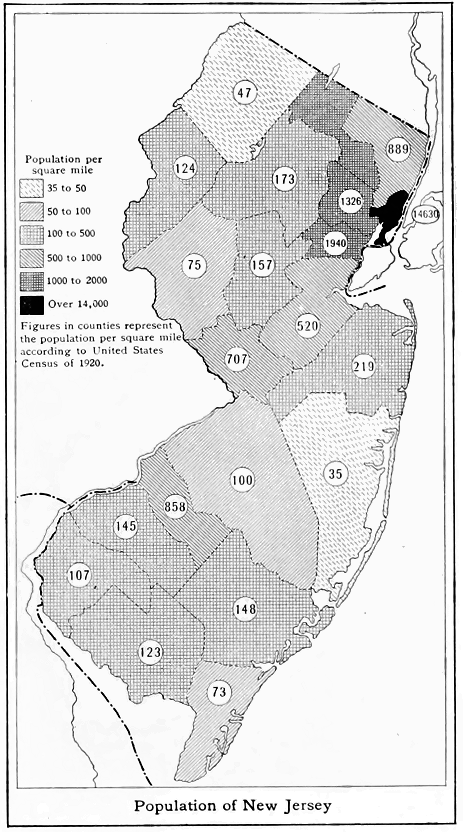 47
889
124
173
1326
14630
1940
75
157
520
707
219
35
100
858
145
107
148
123
73
Population per
square mile
35 to 50
50 to 100
100 to 500
500 to 1000
1000 to 2000
Over 14,000
Figures in counties represent
the population per square mile
according to United States
Census of 1920.
Population of New Jersey